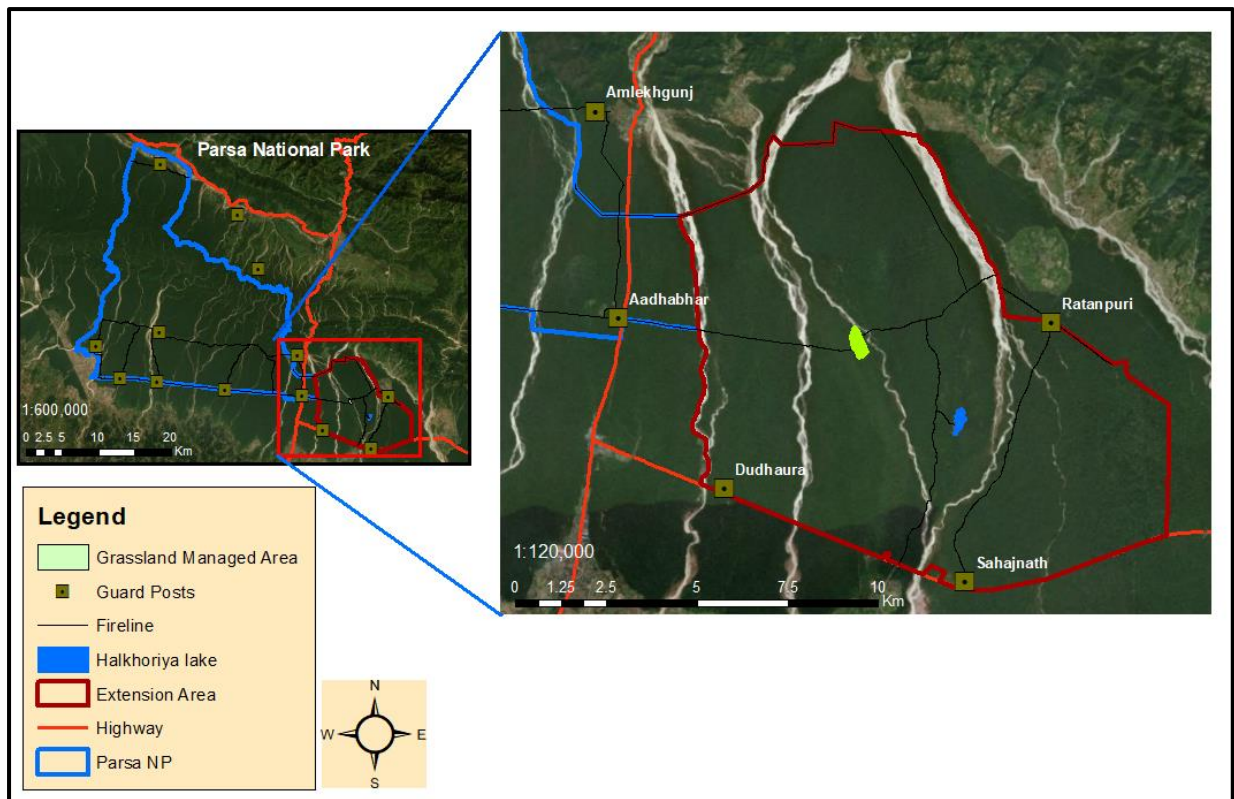 Parsa National Park
1:600,000
0 2.5 5 10 15 20
Km
Amlekhgunj
Aadhabhar
Ratanpuri
Dudhaura
Sahajnath
1:120,000
0 1.25 2.5 5 7.5 10
Km
Legend
Grassland Managed Area
Guard Posts
Fireline
Halkhoriya lake
Extension Area
Highway
Parsa NP
N
W E
S